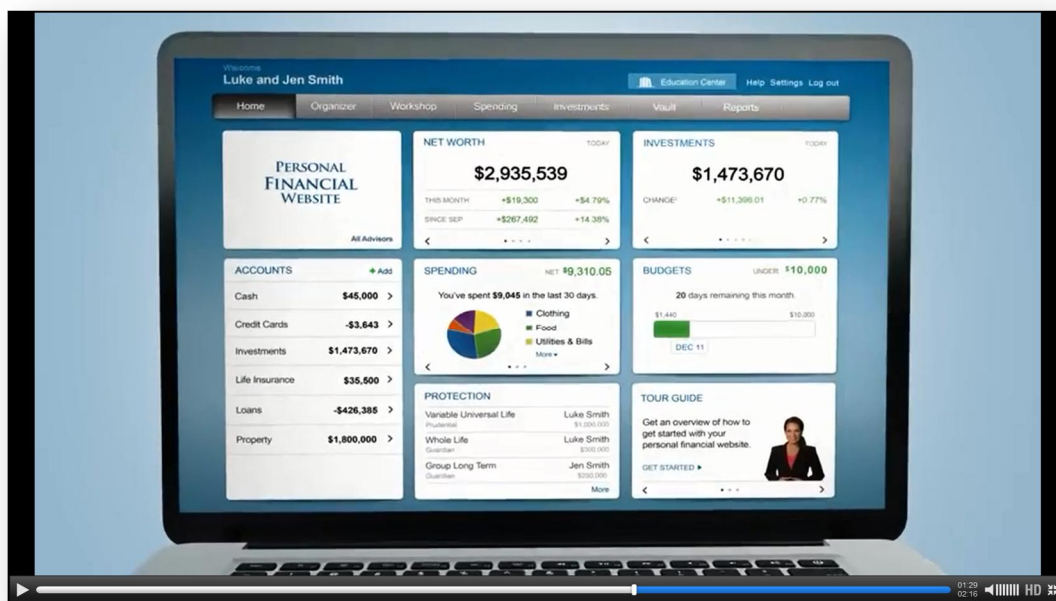 Welcome
Luke and Jen Smith
Education Center Help Settings Log out
Home Organizer Workshop Spending Investments Vault Reports
PERSONAL
FINANCIAL
WEBSITE
All Advisors
NET WORTH TODAY
$2,935,539
THIS MONTH +$19,300 +$4.79%
SINCE SEP +$267,492 +14.38%
INVESTMENTS TODAY
$1,473,670
CHANGE¹ +$11,396.01 +0.77%
ACCOUNTS + Add
Cash $45,000
Credit Cards -$3,643
Investments $1,473,670
Life Insurance $35,500
Loans -$426,385
Property $1,800,000
SPENDING NET $9,310.05
You've spent $9,045 in the last 30 days.
Clothing
Food
Utilities & Bills
More
BUDGETS UNDER $10,000
20 days remaining this month.
$1,440 $10,000
DEC 11
PROTECTION
Variable Universal Life Luke Smith
Prudential $1,000,000
Whole Life Luke Smith
Guardian $300,000
Group Long Term Jen Smith
Guardian $250,000
More
TOUR GUIDE
Get an overview of how to
get started with your
personal financial website.
GET STARTED
01:29
02:16
HD